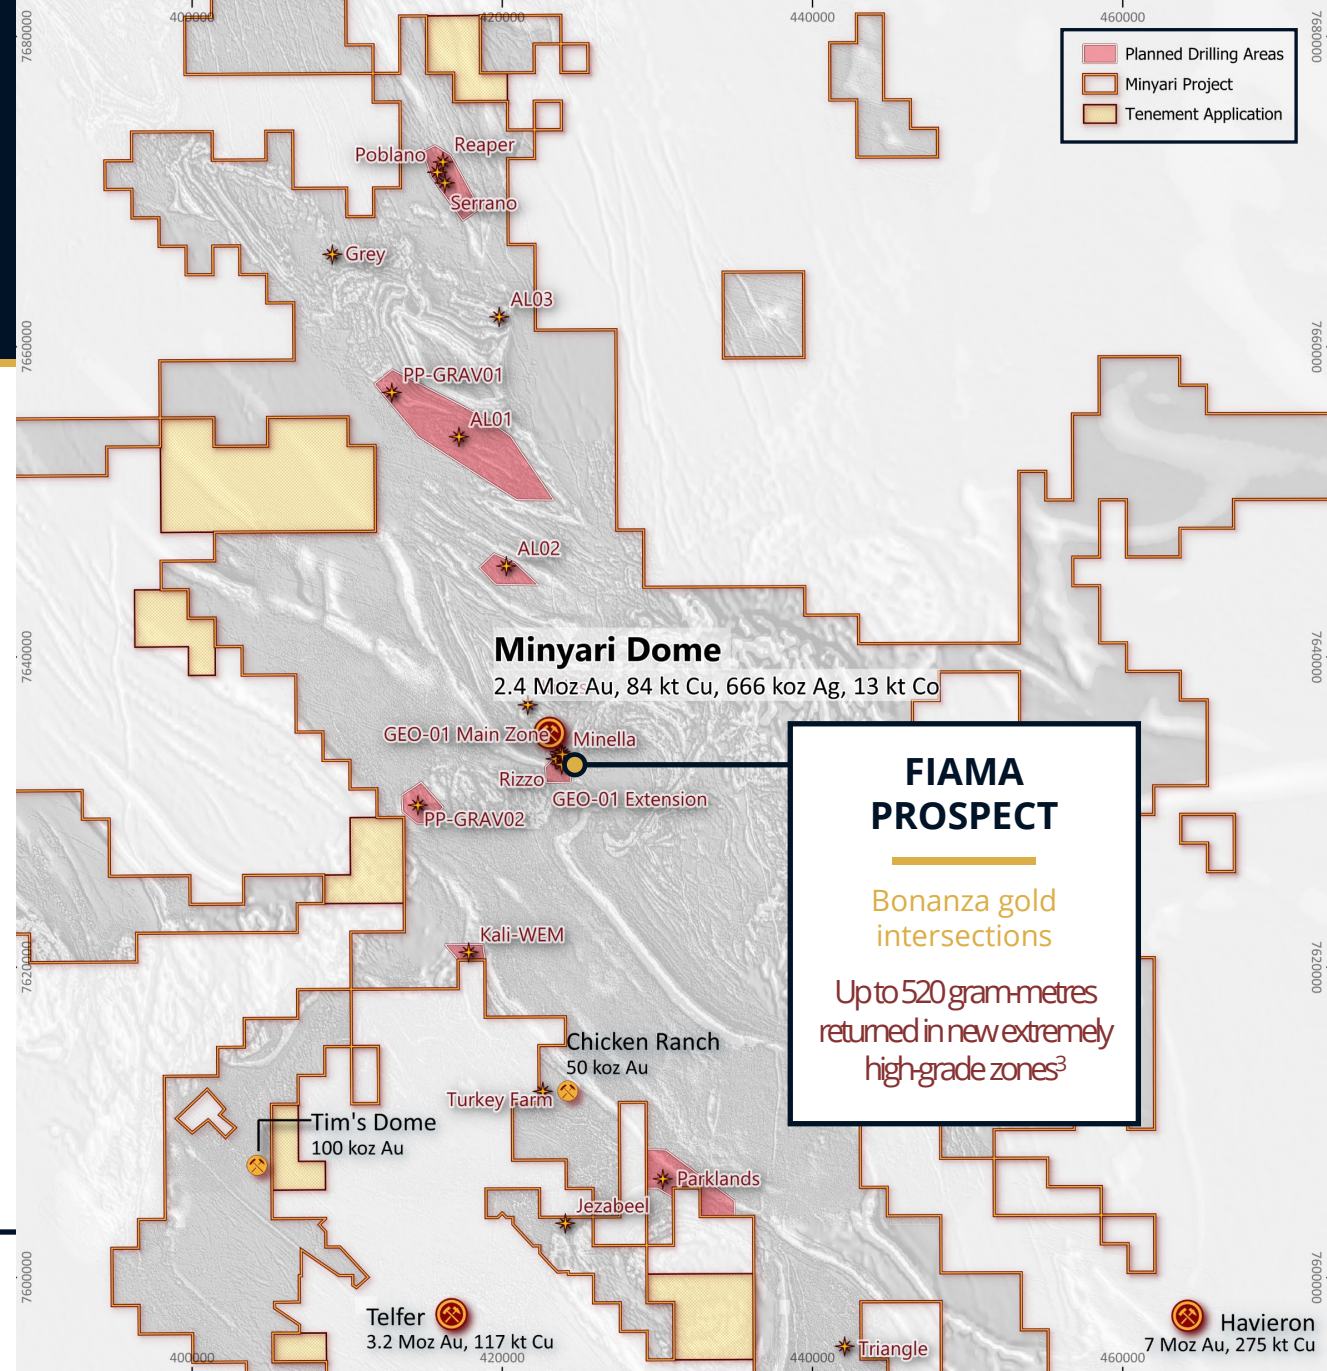 400000
420000
440000
460000
7680000
7680000
Planned Drilling Areas
Minyari Project
Tenement Application
Reaper
Poblano
Serrano
Grey
AL03
7660000
7660000
PP-GRAV01
AL01
AL02
Minyari Dome
2.4 Moz Au, 84 kt Cu, 666 koz Ag, 13 kt Co
7640000
7640000
GEO-01 Main Zone
Minella
Rizzo
GEO-01 Extension
PP-GRAV02
FIAMA
PROSPECT
Bonanza gold
intersections
Up to 520 gram-metres
returned in new extremely
high-grade zones³
Kali-WEM
7620000
7620000
Chicken Ranch
50 koz Au
Turkey Farm
Tim's Dome
100 koz Au
Parklands
Jezabeel
7600000
7600000
Telfer
3.2 Moz Au, 117 kt Cu
Havieron
7 Moz Au, 275 kt Cu
Triangle
400000
420000
440000
460000